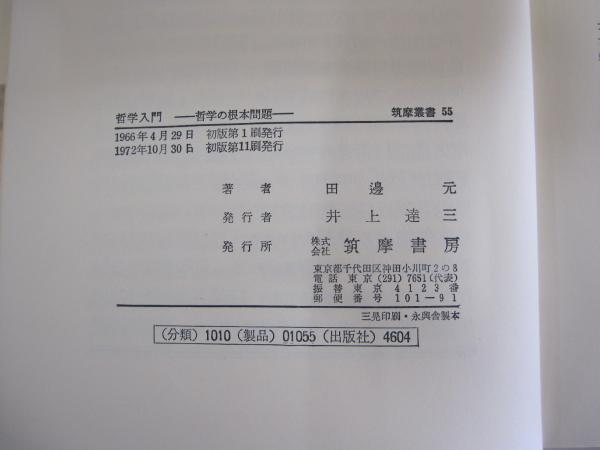 哲学入門 ――哲学の根本問題―― 筑摩叢書 55
1966年4月29日 初版第1刷発行
1972年10月30日 初版第11刷発行
著者 田邊元
発行者 井上達三
発行所 株式会社 筑摩書房
東京都千代田区神田小川町2の8
電話 東京(291)7651(代表)
振替 東京 4123番
郵便番号 101―91
三晃印刷・永興舎製本
(分類) 1010 (製品) 01055 (出版社) 4604